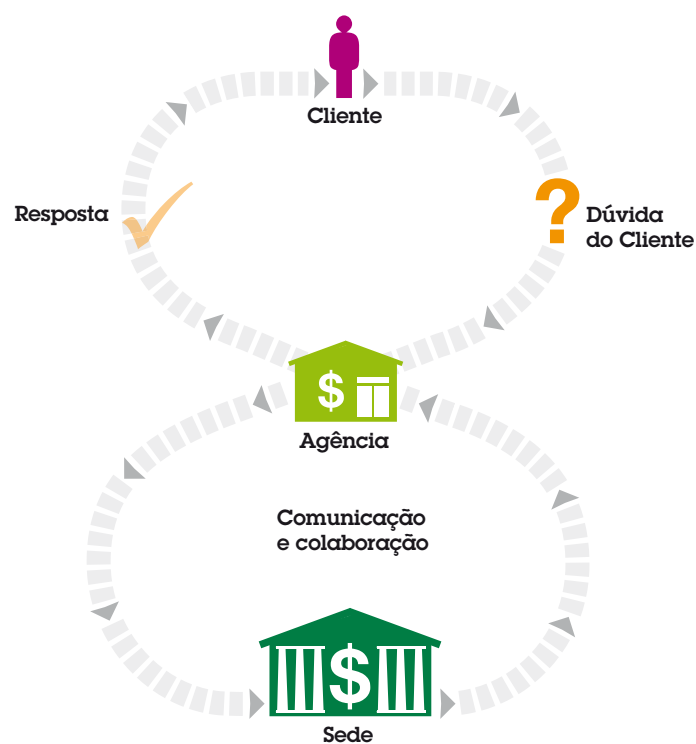 Cliente
Resposta
?
Dúvida
do Cliente
$
Agência
Comunicação
e colaboração
$
Sede